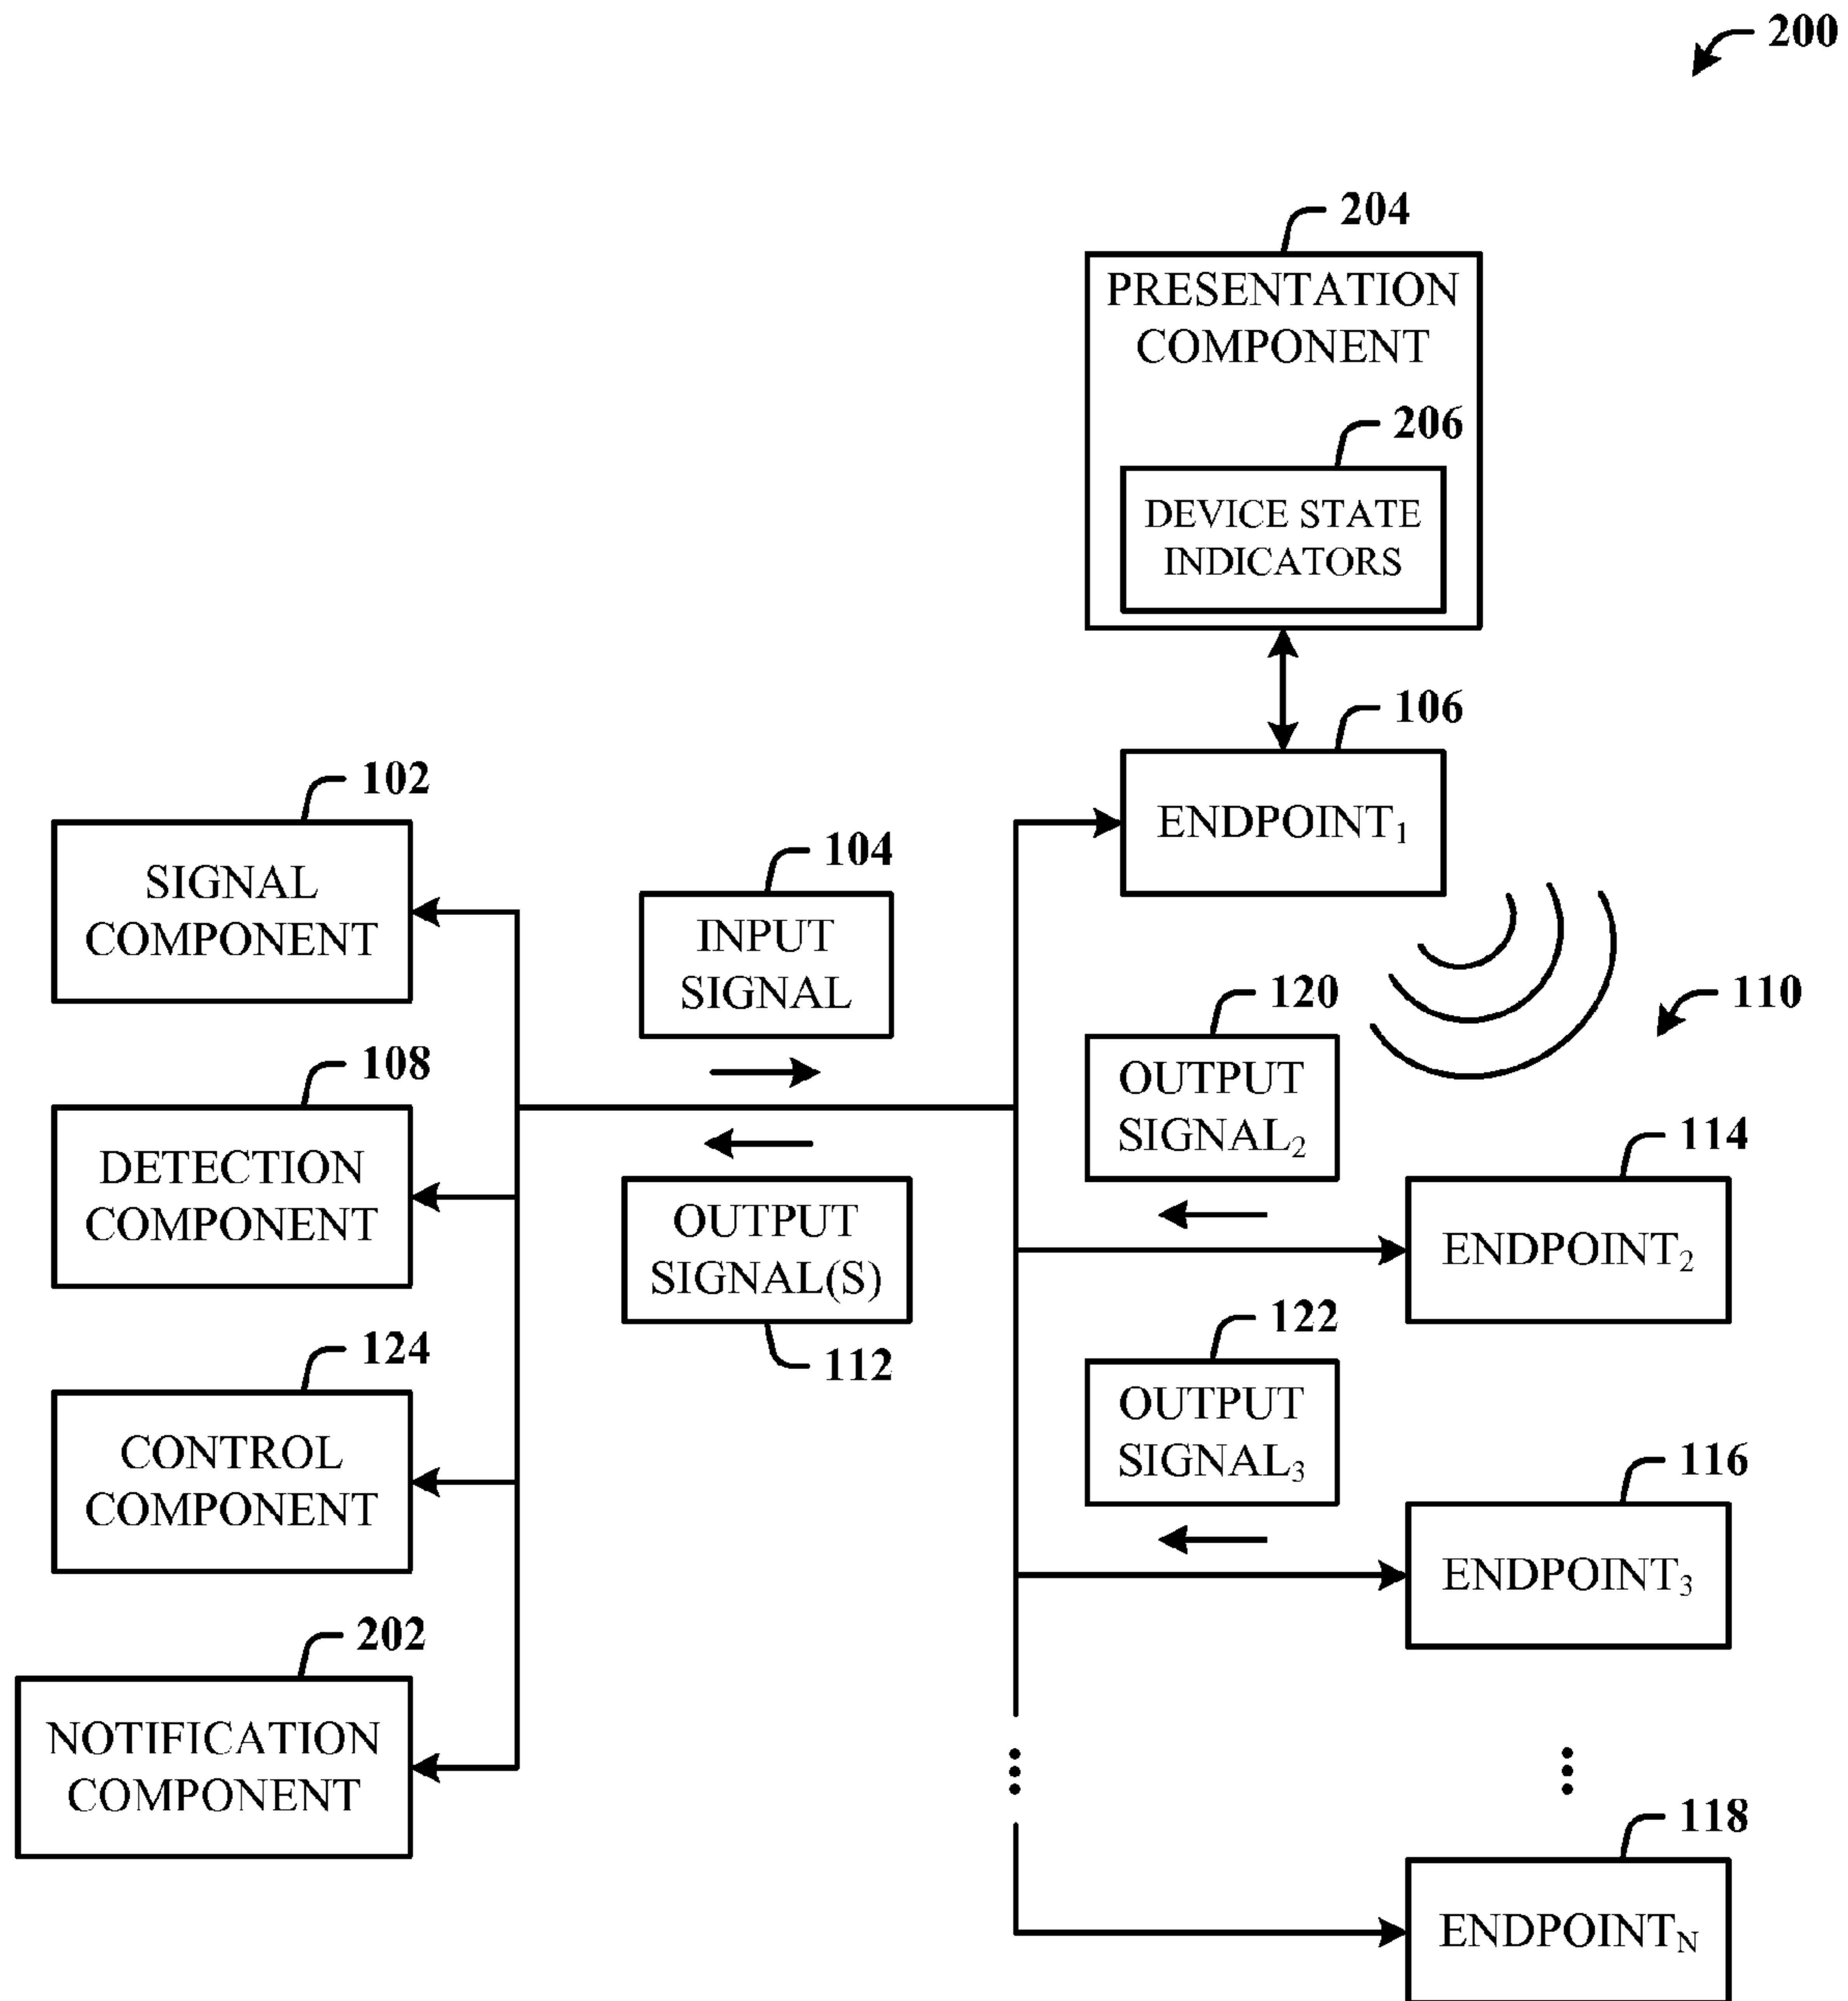 200
204
PRESENTATION
COMPONENT
206
DEVICE STATE
INDICATORS
106
ENDPOINT₁
102
SIGNAL
COMPONENT
104
INPUT
SIGNAL
120
OUTPUT
SIGNAL₂
110
108
DETECTION
COMPONENT
OUTPUT
SIGNAL(S)
112
114
ENDPOINT₂
122
OUTPUT
SIGNAL₃
124
CONTROL
COMPONENT
116
ENDPOINT₃
202
NOTIFICATION
COMPONENT
118
ENDPOINT_N